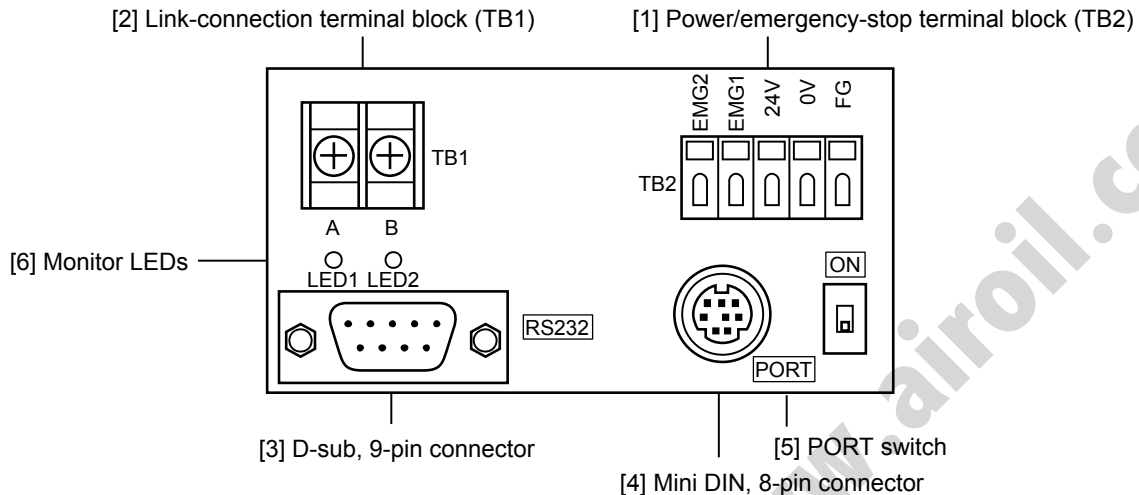 [2] Link-connection terminal block (TB1)
[1] Power/emergency-stop terminal block (TB2)
EMG2
EMG1
24V
0V
FG
TB1
TB2
A
B
[6] Monitor LEDs
LED1 LED2
ON
RS232
PORT
[3] D-sub, 9-pin connector
[5] PORT switch
[4] Mini DIN, 8-pin connector